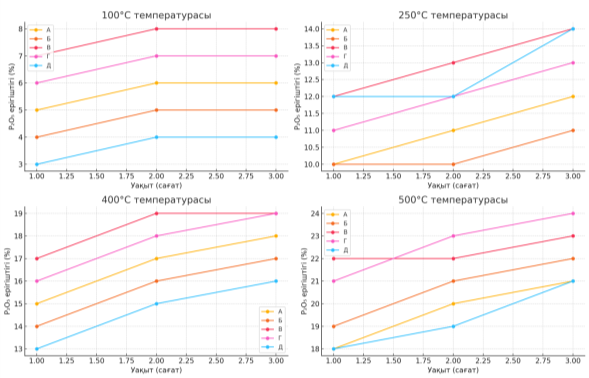 100°C температурасы
P₂O₅ ерігіштігі (%)
8
7
6
5
4
3
А
Б
В
Г
Д
1.00 1.25 1.50 1.75 2.00 2.25 2.50 2.75 3.00
Уақыт (сағат)
250°C температурасы
P₂O₅ ерігіштігі (%)
14.0
13.5
13.0
12.5
12.0
11.5
11.0
10.5
10.0
А
Б
В
Г
Д
1.00 1.25 1.50 1.75 2.00 2.25 2.50 2.75 3.00
Уақыт (сағат)
400°C температурасы
P₂O₅ ерігіштігі (%)
19
18
17
16
15
14
13
А
Б
В
Г
Д
1.00 1.25 1.50 1.75 2.00 2.25 2.50 2.75 3.00
Уақыт (сағат)
500°C температурасы
P₂O₅ ерігіштігі (%)
24
23
22
21
20
19
18
А
Б
В
Г
Д
1.00 1.25 1.50 1.75 2.00 2.25 2.50 2.75 3.00
Уақыт (сағат)